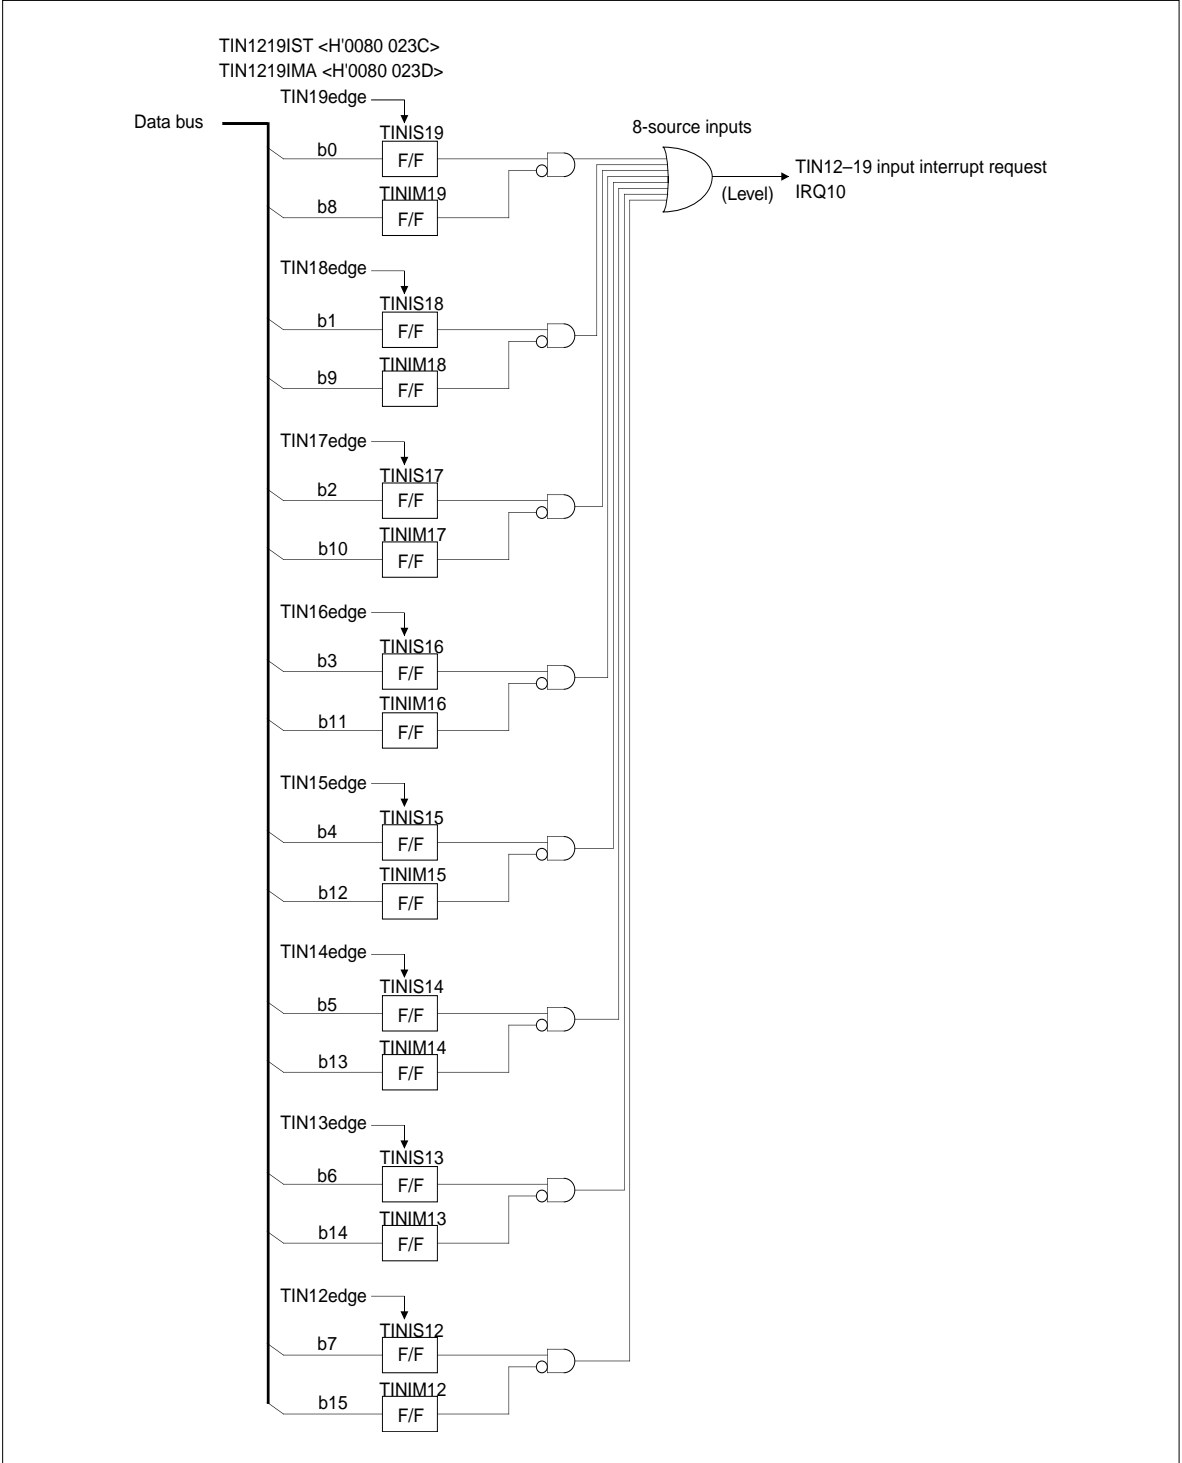 TIN1219IST <H'0080 023C>
TIN1219IMA <H'0080 023D>
TIN19edge
Data bus
8-source inputs
TINIS19
b0
F/F
TIN12–19 input interrupt request
(Level)
IRQ10
TINIM19
b8
F/F
TIN18edge
TINIS18
b1
F/F
TINIM18
b9
F/F
TIN17edge
TINIS17
b2
F/F
TINIM17
b10
F/F
TIN16edge
TINIS16
b3
F/F
TINIM16
b11
F/F
TIN15edge
TINIS15
b4
F/F
TINIM15
b12
F/F
TIN14edge
TINIS14
b5
F/F
TINIM14
b13
F/F
TIN13edge
TINIS13
b6
F/F
TINIM13
b14
F/F
TIN12edge
TINIS12
b7
F/F
TINIM12
b15
F/F